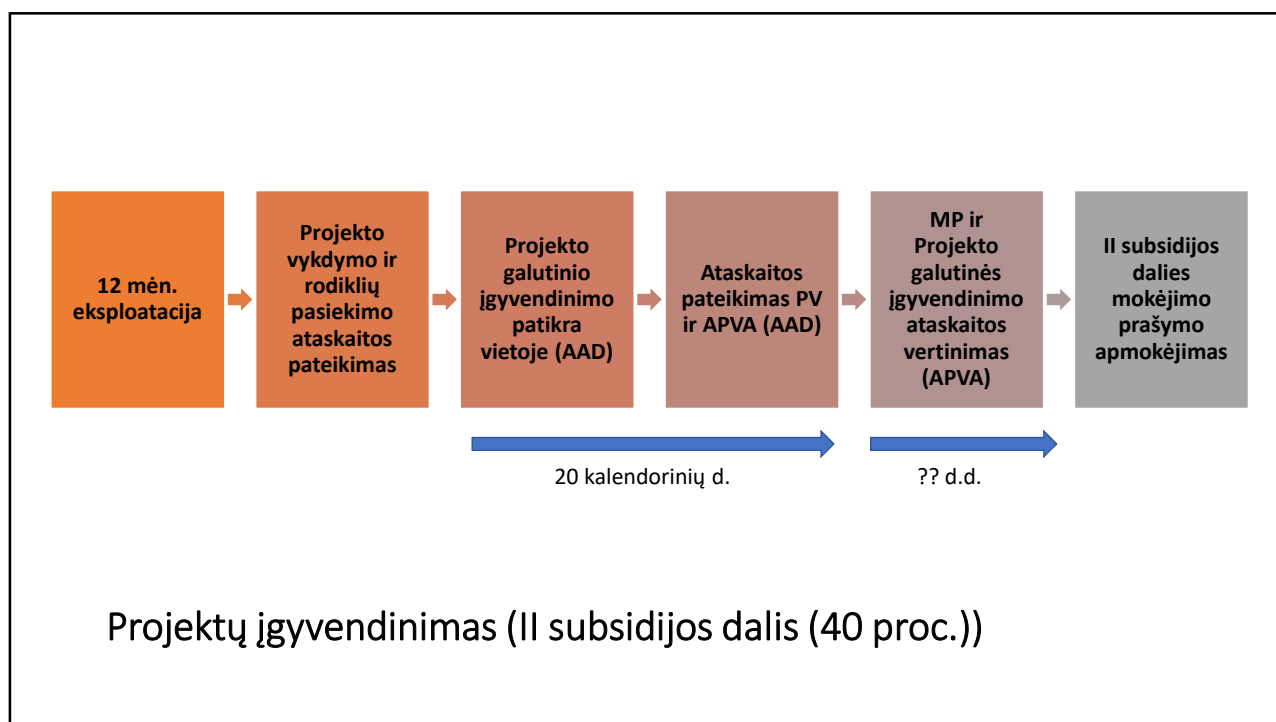 12 mėn.
eksploatacija
Projekto
vykdymo ir
rodiklių
pasiekimo
ataskaitos
pateikimas
Projekto
galutinio
įgyvendinimo
patikra
vietoje (AAD)
Ataskaitos
pateikimas PV
ir APVA (AAD)
MP ir
Projekto
galutinės
įgyvendinimo
ataskaitos
vertinimas
(APVA)
II subsidijos
dalies
mokėjimo
prašymo
apmokėjimas
20 kalendorinių d.
?? d.d.
Projektų įgyvendinimas (II subsidijos dalis (40 proc.))